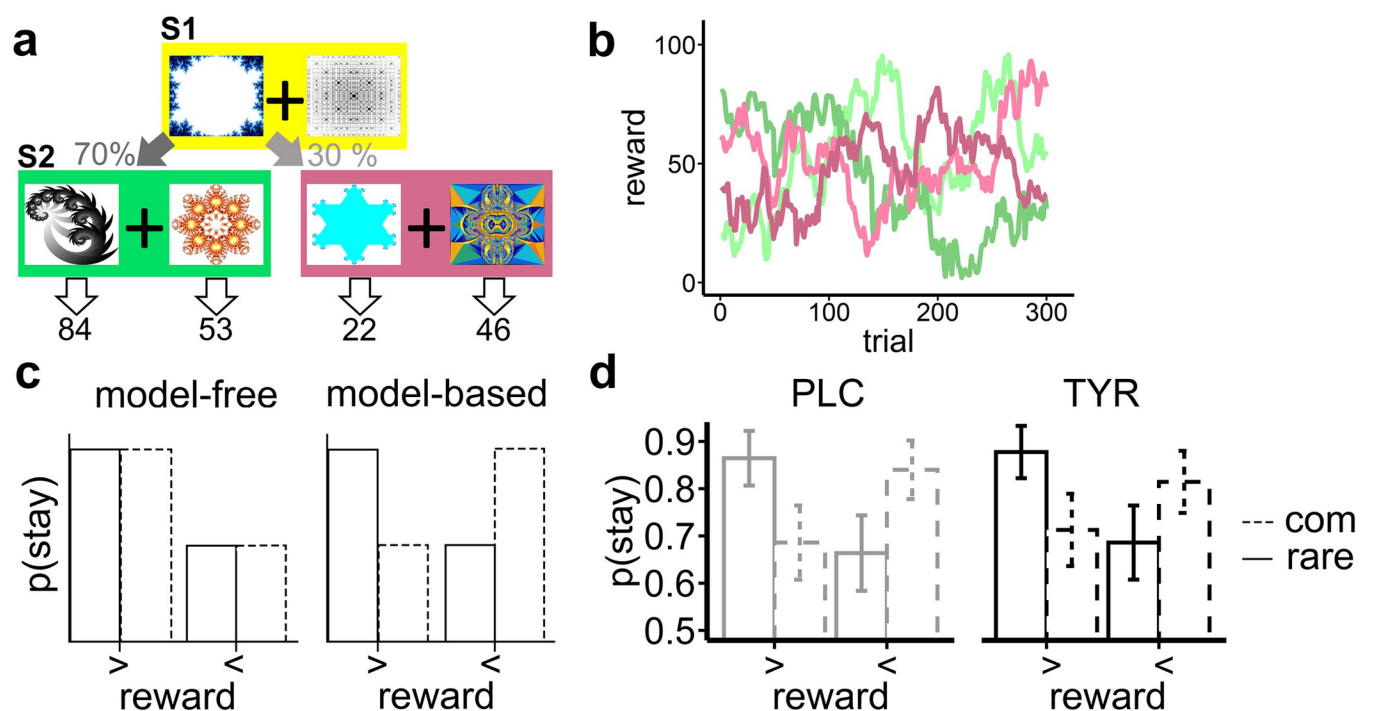 a
S1
+
70%
30 %
S2
+
+
84
53
22
46
b
100
50
0
reward
0
100
200
300
trial
c
model-free
model-based
p(stay)
>
<
>
<
reward
reward
d
PLC
TYR
0.9
0.8
0.7
0.6
0.5
p(stay)
>
<
>
<
reward
reward
com
rare